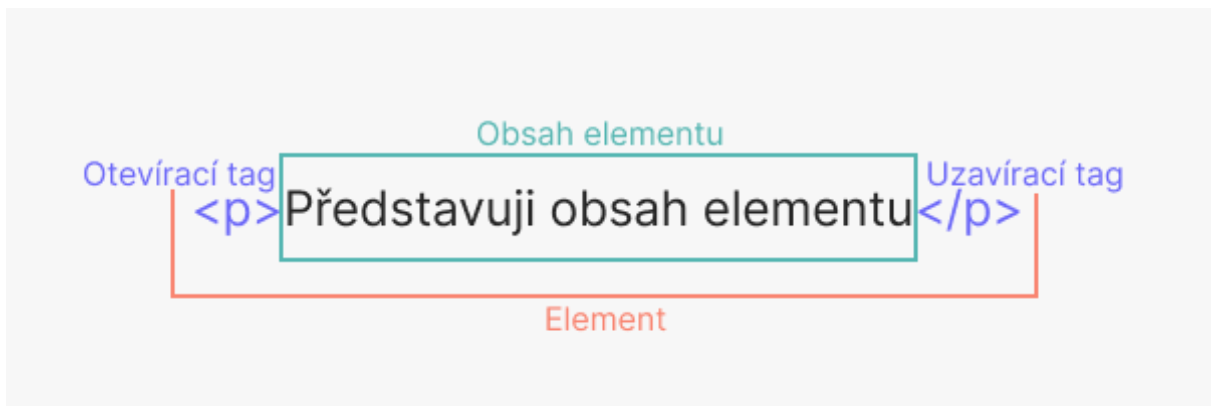 Obsah elementu
Otevírací tag
Uzavírací tag
<p>Představuji obsah elementu</p>
Element